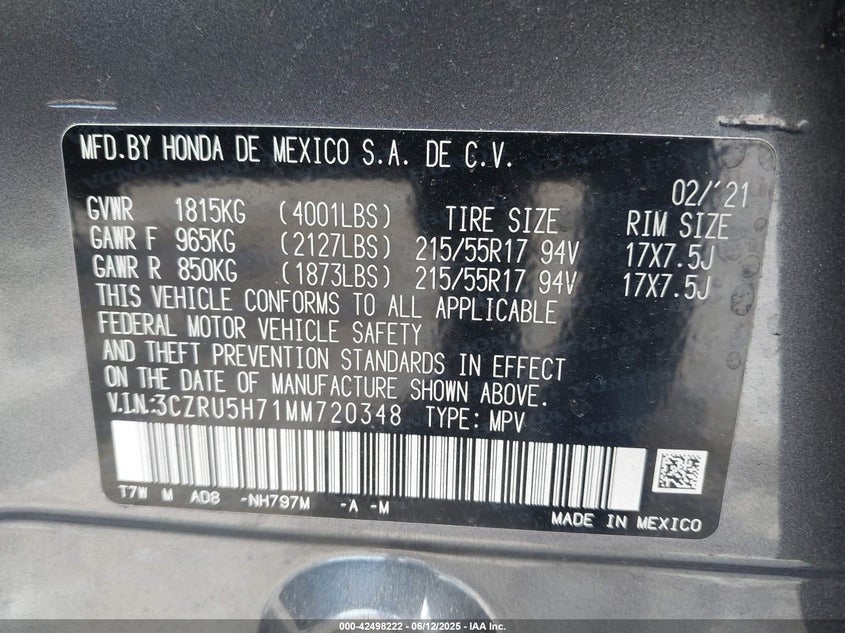 MFD.BY HONDA DE MEXICO S.A. DE C.V.
02/'21
GVWR 1815KG (4001LBS) TIRE SIZE RIM SIZE
GAWR F 965KG (2127LBS) 215/55R17 94V 17X7.5J
GAWR R 850KG (1873LBS) 215/55R17 94V 17X7.5J
THIS VEHICLE CONFORMS TO ALL APPLICABLE
FEDERAL MOTOR VEHICLE SAFETY
AND THEFT PREVENTION STANDARDS IN EFFECT
ON THE DATE OF MANUFACTURE SHOWN ABOVE.
V.I.N.:3CZRU5H71MM720348 TYPE: MPV
T7W M AD8 -NH797M -A -M
MADE IN MEXICO
000-42498222 - 06/12/2025 - IAA Inc.